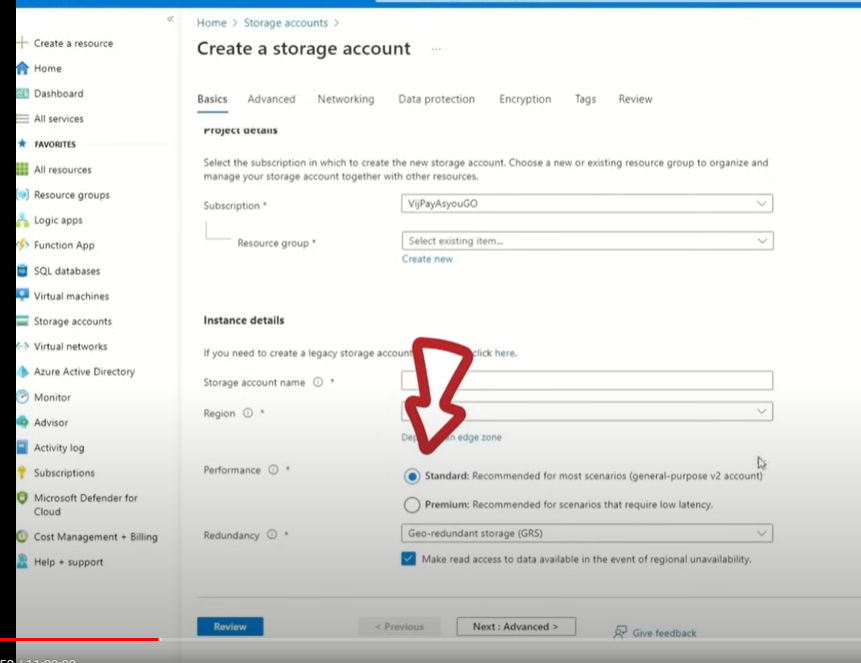 «
Home > Storage accounts >
Create a storage account ...
Create a resource
Home
Dashboard
All services
FAVORITES
All resources
Resource groups
Logic apps
Function App
SQL databases
Virtual machines
Storage accounts
Virtual networks
Azure Active Directory
Monitor
Advisor
Activity log
Subscriptions
Microsoft Defender for
Cloud
Cost Management + Billing
Help + support
Basics Advanced Networking Data protection Encryption Tags Review
Project details
Select the subscription in which to create the new storage account. Choose a new or existing resource group to organize and
manage your storage account together with other resources.
Subscription * VijPayAsyouGO
Resource group * Select existing item...
Create new
Instance details
If you need to create a legacy storage account click here.
Storage account name *
Region *
edge zone
Performance * Standard: Recommended for most scenarios (general-purpose v2 account)
Premium: Recommended for scenarios that require low latency.
Redundancy * Geo-redundant storage (GRS)
Make read access to data available in the event of regional unavailability.
Review < Previous Next : Advanced > Give feedback